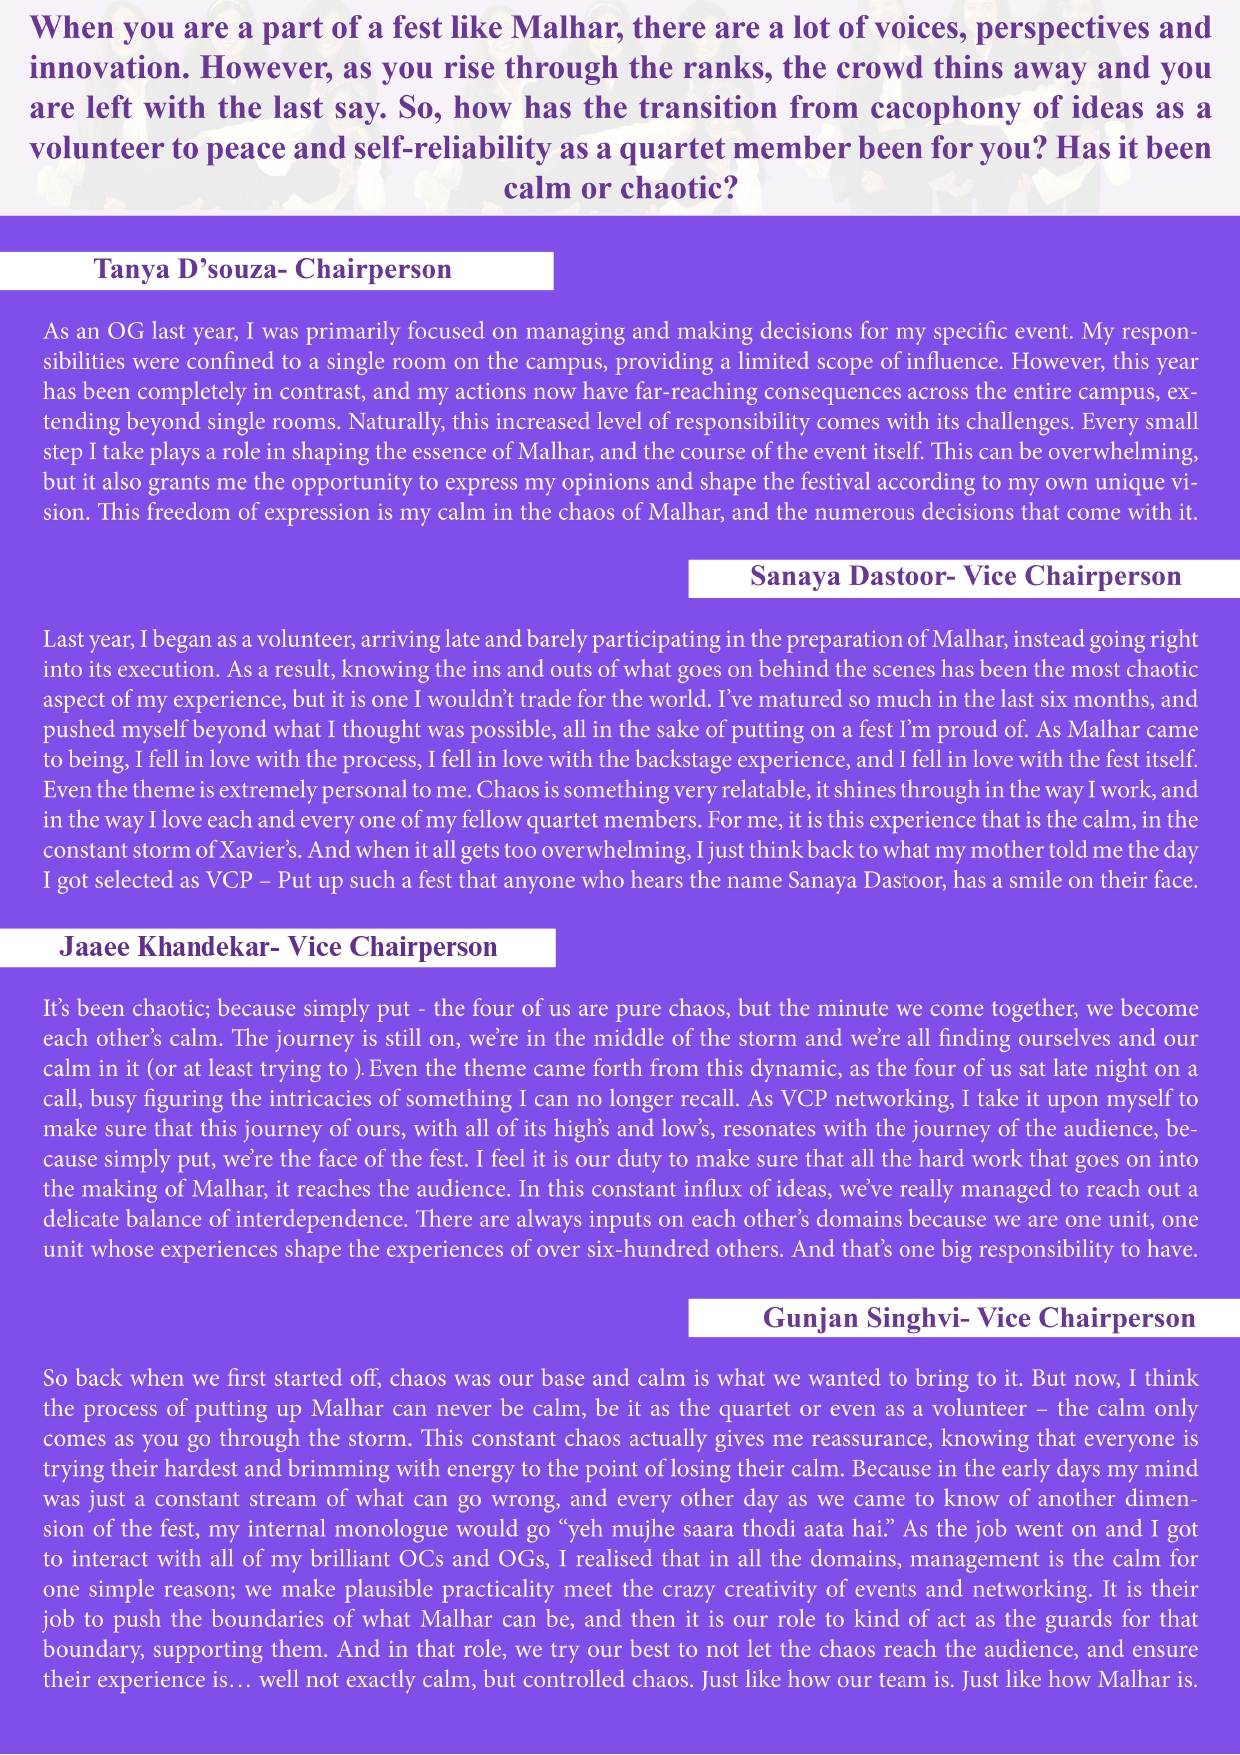 When you are a part of a fest like Malhar, there are a lot of voices, perspectives and
innovation. However, as you rise through the ranks, the crowd thins away and you
are left with the last say. So, how has the transition from cacophony of ideas as a
volunteer to peace and self-reliability as a quartet member been for you? Has it been
calm or chaotic?
Tanya D’souza- Chairperson
As an OG last year, I was primarily focused on managing and making decisions for my specific event. My respon-
sibilities were confined to a single room on the campus, providing a limited scope of influence. However, this year
has been completely in contrast, and my actions now have far-reaching consequences across the entire campus, ex-
tending beyond single rooms. Naturally, this increased level of responsibility comes with its challenges. Every small
step I take plays a role in shaping the essence of Malhar, and the course of the event itself. This can be overwhelming,
but it also grants me the opportunity to express my opinions and shape the festival according to my own unique vi-
sion. This freedom of expression is my calm in the chaos of Malhar, and the numerous decisions that come with it.
Sanaya Dastoor- Vice Chairperson
Last year, I began as a volunteer, arriving late and barely participating in the preparation of Malhar, instead going right
into its execution. As a result, knowing the ins and outs of what goes on behind the scenes has been the most chaotic
aspect of my experience, but it is one I wouldn’t trade for the world. I’ve matured so much in the last six months, and
pushed myself beyond what I thought was possible, all in the sake of putting on a fest I’m proud of. As Malhar came
to being, I fell in love with the process, I fell in love with the backstage experience, and I fell in love with the fest itself.
Even the theme is extremely personal to me. Chaos is something very relatable, it shines through in the way I work, and
in the way I love each and every one of my fellow quartet members. For me, it is this experience that is the calm, in the
constant storm of Xavier’s. And when it all gets too overwhelming, I just think back to what my mother told me the day
I got selected as VCP – Put up such a fest that anyone who hears the name Sanaya Dastoor, has a smile on their face.
Jaaee Khandekar- Vice Chairperson
It’s been chaotic; because simply put - the four of us are pure chaos, but the minute we come together, we become
each other’s calm. The journey is still on, we’re in the middle of the storm and we’re all finding ourselves and our
calm in it (or at least trying to ). Even the theme came forth from this dynamic, as the four of us sat late night on a
call, busy figuring the intricacies of something I can no longer recall. As VCP networking, I take it upon myself to
make sure that this journey of ours, with all of its high’s and low’s, resonates with the journey of the audience, be-
cause simply put, we’re the face of the fest. I feel it is our duty to make sure that all the hard work that goes on into
the making of Malhar, it reaches the audience. In this constant influx of ideas, we’ve really managed to reach out a
delicate balance of interdependence. There are always inputs on each other’s domains because we are one unit, one
unit whose experiences shape the experiences of over six-hundred others. And that’s one big responsibility to have.
Gunjan Singhvi- Vice Chairperson
So back when we first started off, chaos was our base and calm is what we wanted to bring to it. But now, I think
the process of putting up Malhar can never be calm, be it as the quartet or even as a volunteer – the calm only
comes as you go through the storm. This constant chaos actually gives me reassurance, knowing that everyone is
trying their hardest and brimming with energy to the point of losing their calm. Because in the early days my mind
was just a constant stream of what can go wrong, and every other day as we came to know of another dimen-
sion of the fest, my internal monologue would go “yeh mujhe saara thodi aata hai.” As the job went on and I got
to interact with all of my brilliant OCs and OGs, I realised that in all the domains, management is the calm for
one simple reason; we make plausible practicality meet the crazy creativity of events and networking. It is their
job to push the boundaries of what Malhar can be, and then it is our role to kind of act as the guards for that
boundary, supporting them. And in that role, we try our best to not let the chaos reach the audience, and ensure
their experience is… well not exactly calm, but controlled chaos. Just like how our team is. Just like how Malhar is.